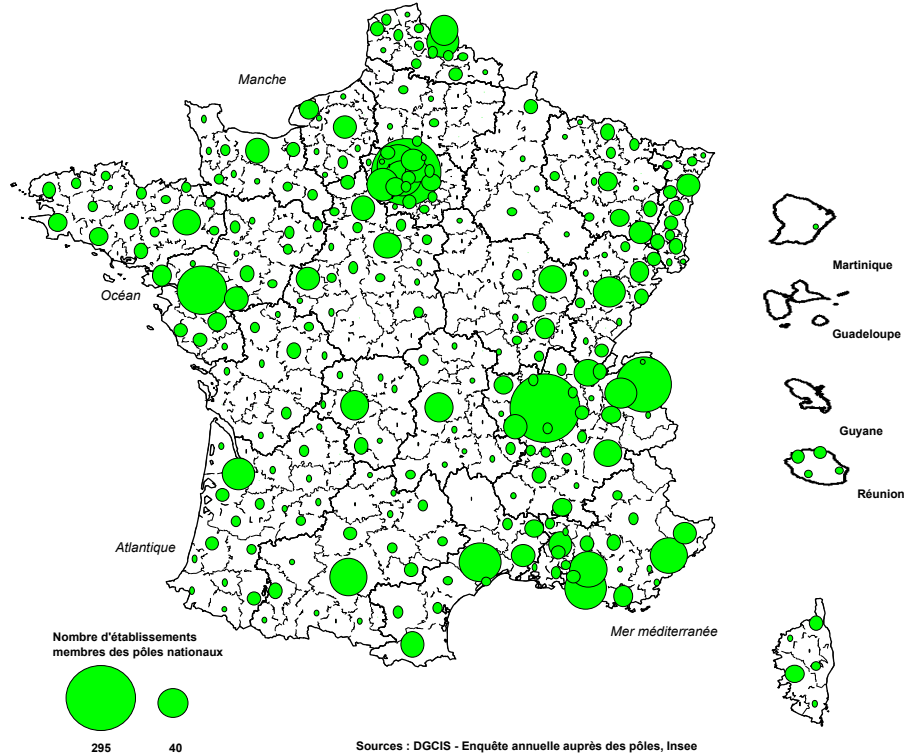 Manche
Martinique
Océan
Guadeloupe
Guyane
Réunion
Atlantique
Mer méditerranée
Nombre d'établissements
membres des pôles nationaux
295 40
Sources : DGCIS - Enquête annuelle auprès des pôles, Insee